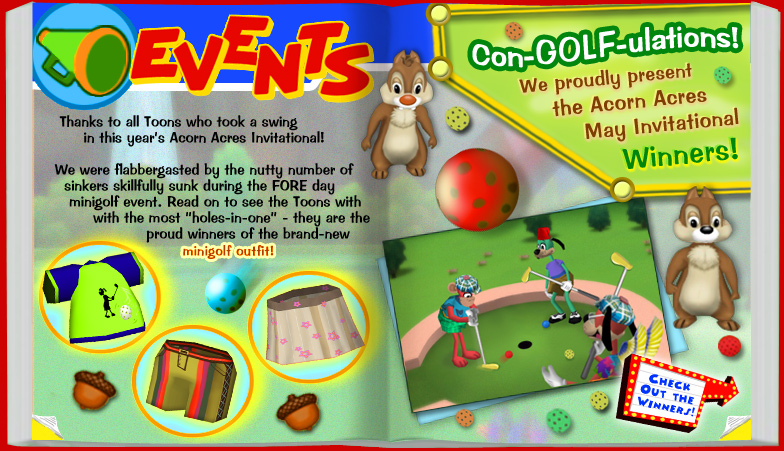 EVENTS
Thanks to all Toons who took a swing
in this year's Acorn Acres Invitational!
We were flabbergasted by the nutty number of
sinkers skillfully sunk during the FORE day
minigolf event. Read on to see the Toons with
with the most "holes-in-one" - they are the
proud winners of the brand-new
minigolf outfit!
Con-GOLF-ulations!
We proudly present
the Acorn Acres
May Invitational
Winners!
CHECK
OUT THE
WINNERS!